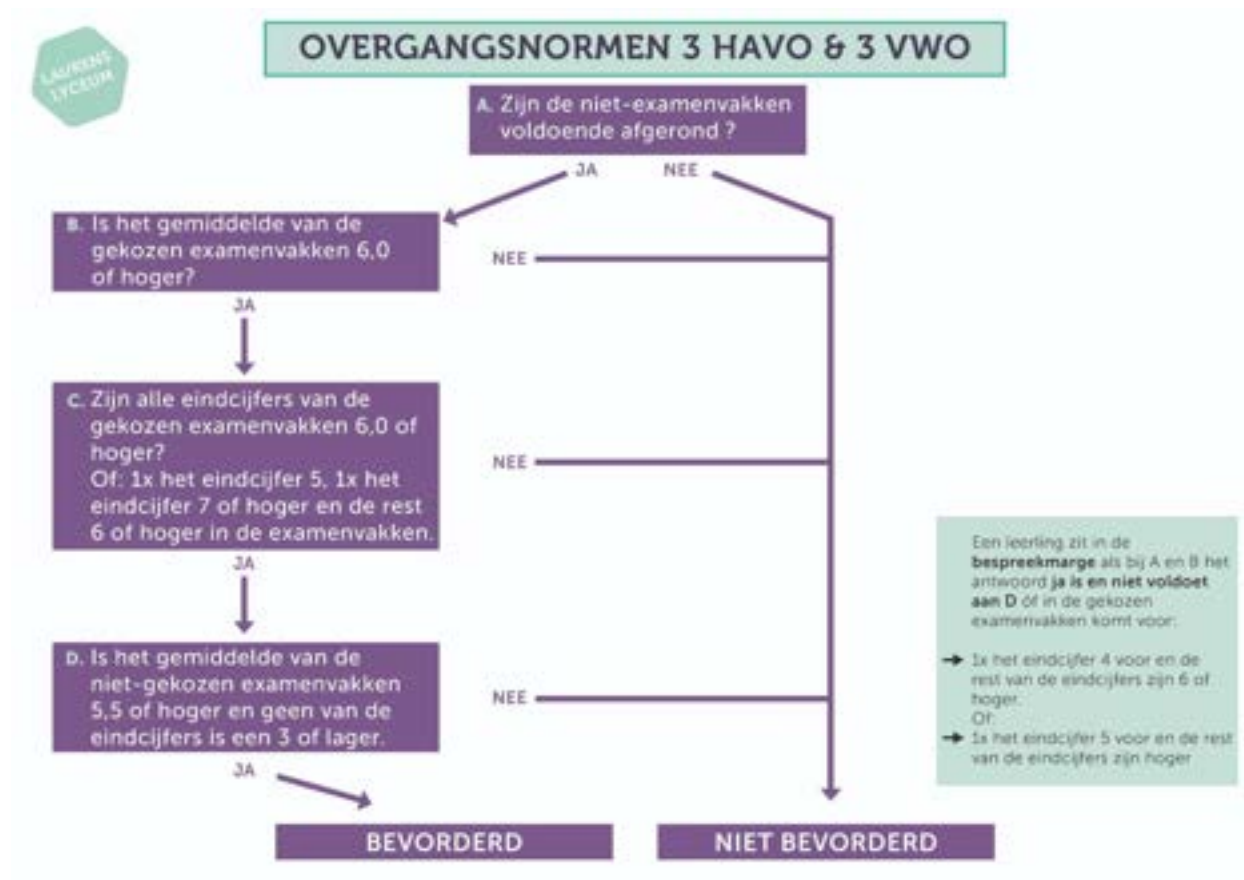 LAURENS
LYCEUM
OVERGANGSNORMEN 3 HAVO & 3 VWO
A. Zijn de niet-examenvakken
voldoende afgerond ?
JA NEE
B. Is het gemiddelde van de
gekozen examenvakken 6,0
of hoger?
NEE
JA
C. Zijn alle eindcijfers van de
gekozen examenvakken 6,0 of
hoger?
Of: 1x het eindcijfer 5, 1x het
eindcijfer 7 of hoger en de rest
6 of hoger in de examenvakken.
NEE
JA
D. Is het gemiddelde van de
niet-gekozen examenvakken
5,5 of hoger en geen van de
eindcijfers is een 3 of lager.
NEE
JA
BEVORDERD
NIET BEVORDERD
Een leerling zit in de
bespreekmarge als bij A en B het
antwoord ja is en niet voldoet
aan D óf in de gekozen
examenvakken komt voor:
1x het eindcijfer 4 voor en de
rest van de eindcijfers zijn 6 of
hoger.
Of:
1x het eindcijfer 5 voor en de rest
van de eindcijfers zijn hoger